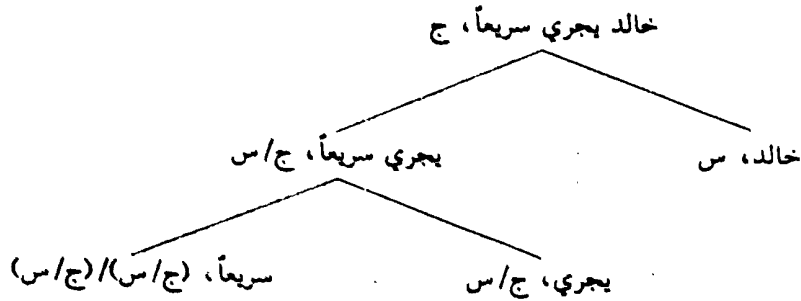 خالد يجري سريعاً، ج
خالد، س
يجري سريعاً، ج/س
يجري، ج/س
سريعاً، (ج/س)/(ج/س)